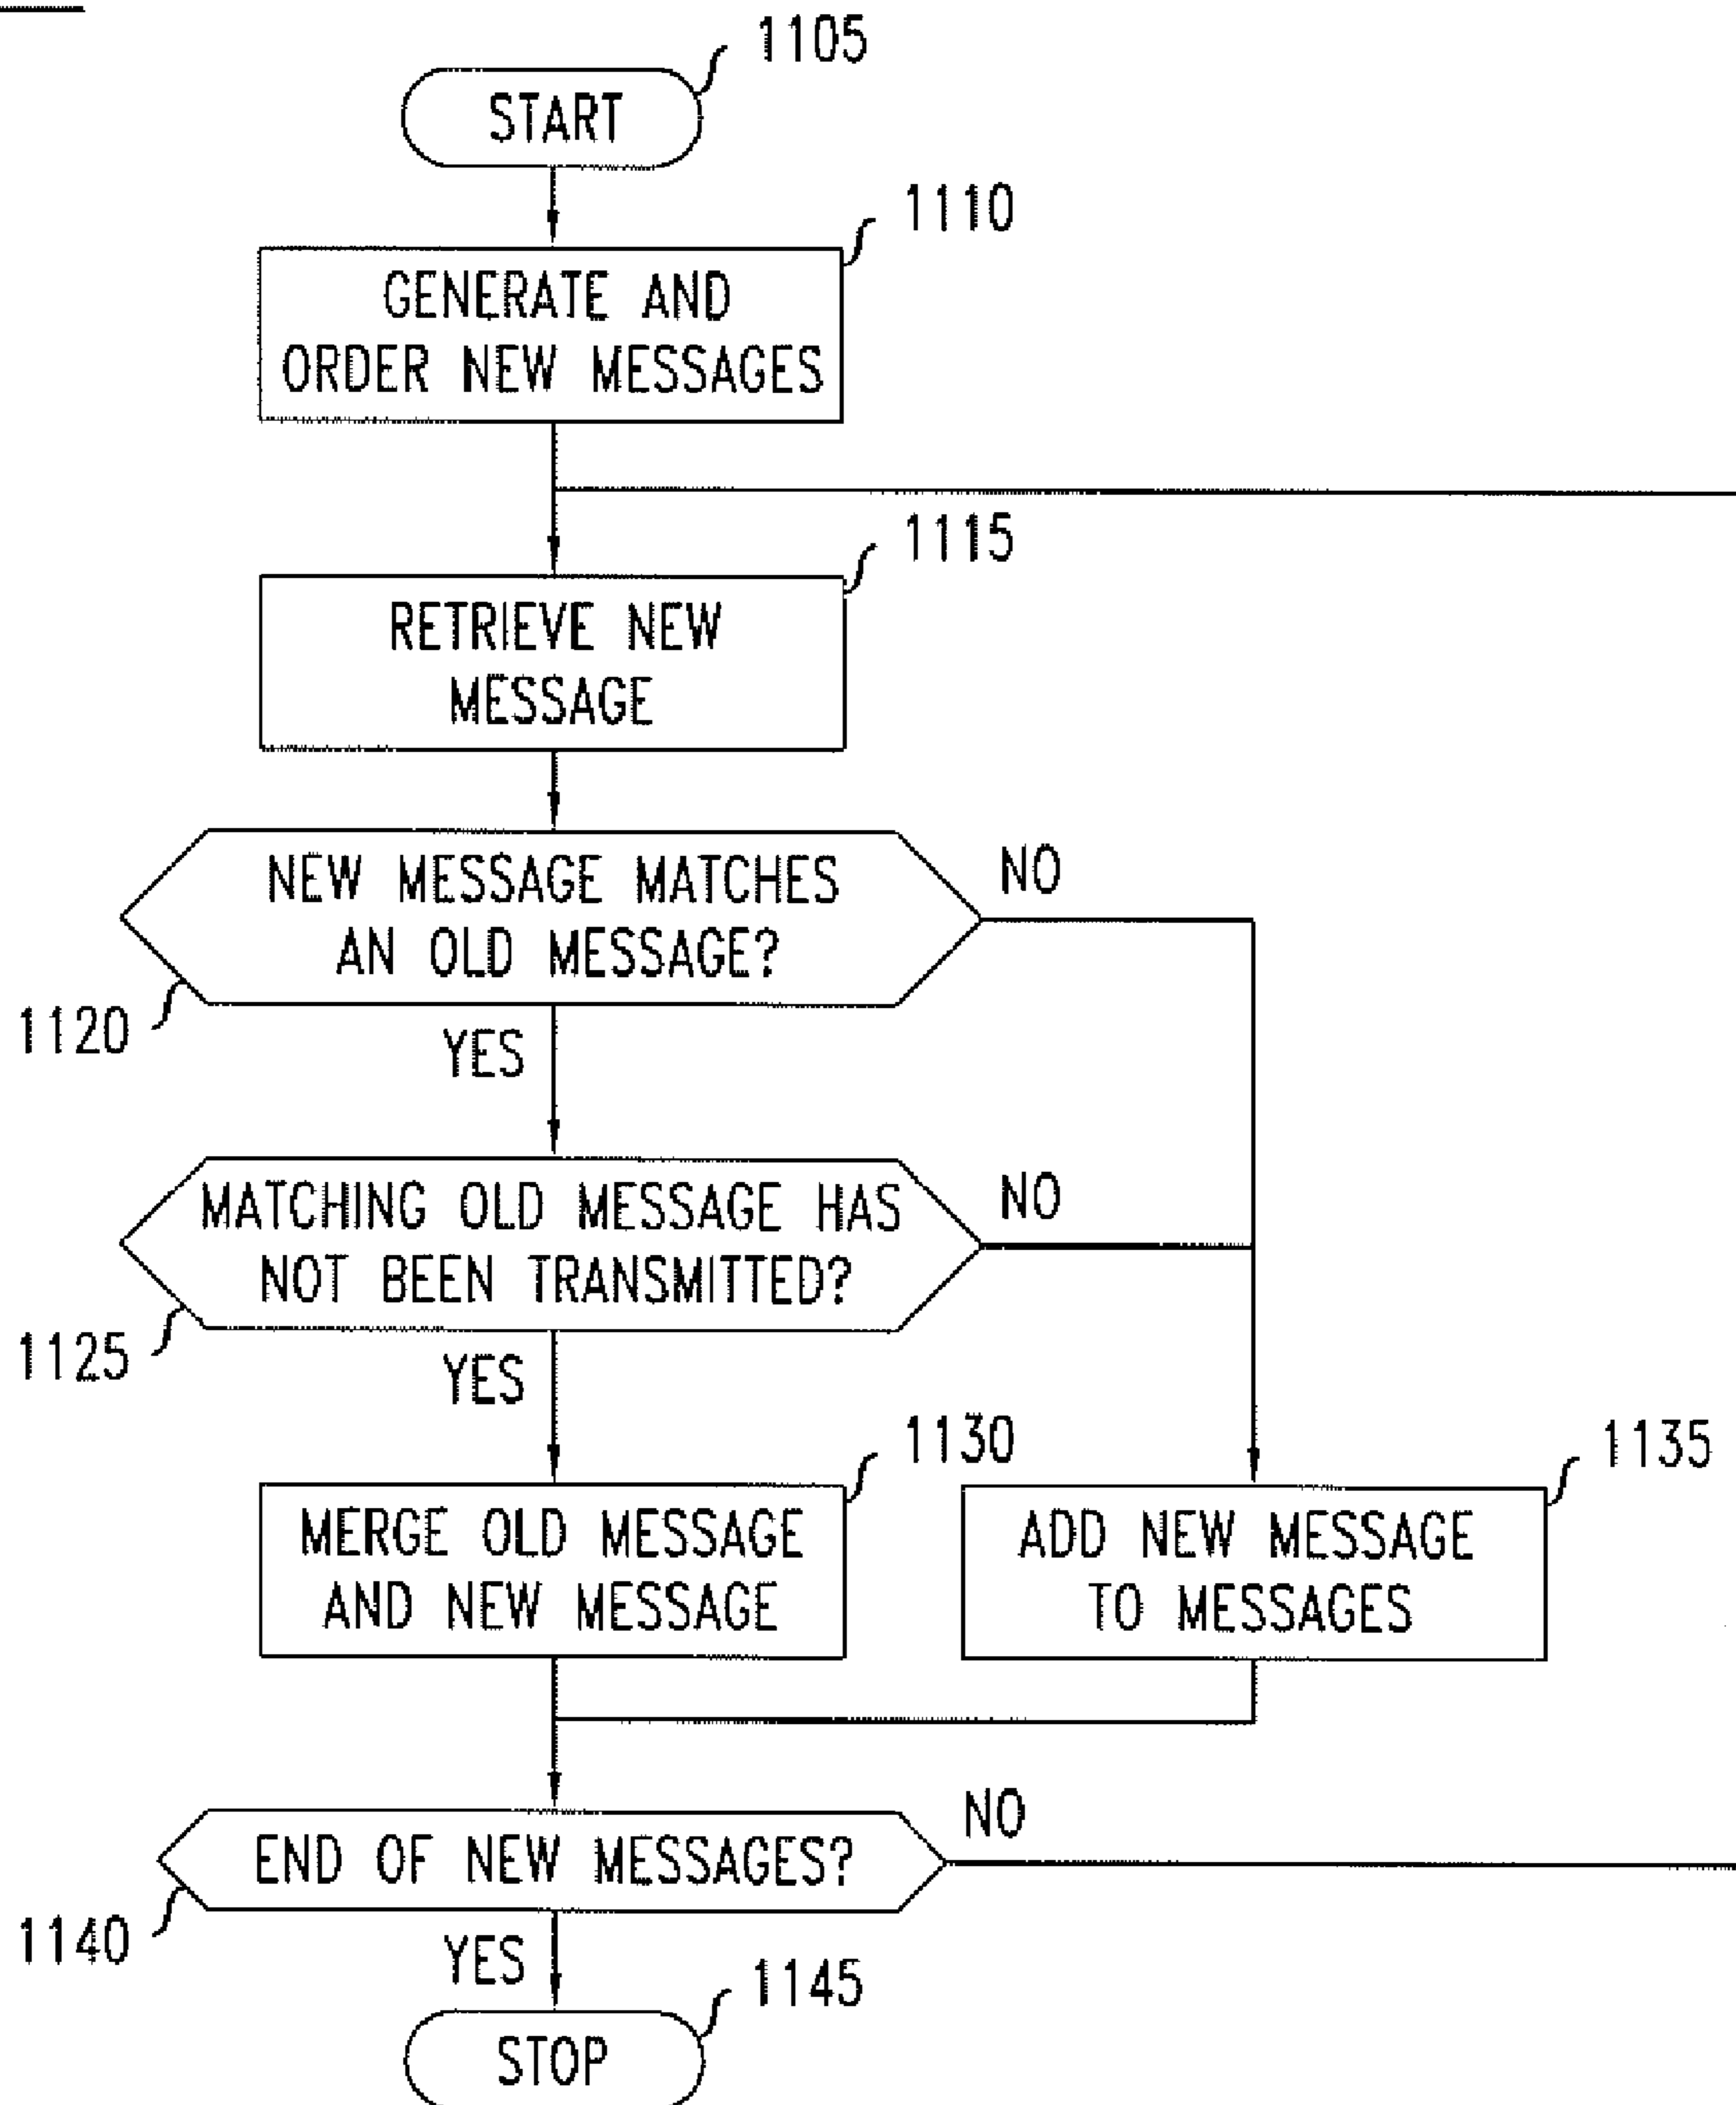 1105
START
1110
GENERATE AND
ORDER NEW MESSAGES
1115
RETRIEVE NEW
MESSAGE
NEW MESSAGE MATCHES
AN OLD MESSAGE?
NO
1120
YES
MATCHING OLD MESSAGE HAS
NOT BEEN TRANSMITTED?
NO
1125
YES
1130
MERGE OLD MESSAGE
AND NEW MESSAGE
1135
ADD NEW MESSAGE
TO MESSAGES
END OF NEW MESSAGES?
NO
1140
YES
1145
STOP